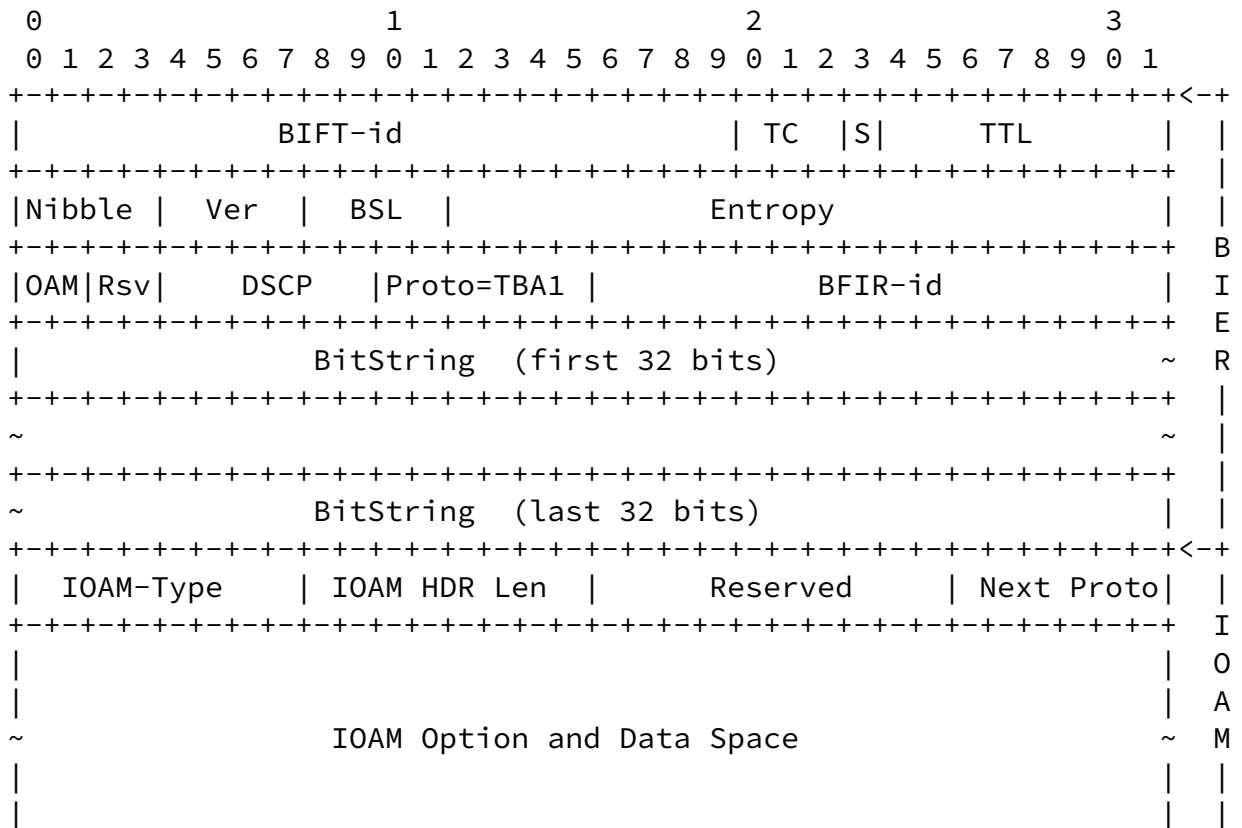 0                   1                   2                   3
 0 1 2 3 4 5 6 7 8 9 0 1 2 3 4 5 6 7 8 9 0 1 2 3 4 5 6 7 8 9 0 1
+-+-+-+-+-+-+-+-+-+-+-+-+-+-+-+-+-+-+-+-+-+-+-+-+-+-+-+-+-+-+-+-+<-+
|              BIFT-id                  | TC  |S|     TTL       |  |
+-+-+-+-+-+-+-+-+-+-+-+-+-+-+-+-+-+-+-+-+-+-+-+-+-+-+-+-+-+-+-+-+  |
|Nibble |  Ver  |  BSL  |              Entropy                  |  |
+-+-+-+-+-+-+-+-+-+-+-+-+-+-+-+-+-+-+-+-+-+-+-+-+-+-+-+-+-+-+-+-+  B
|OAM|Rsv|    DSCP   |Proto=TBA1 |            BFIR-id            |  I
+-+-+-+-+-+-+-+-+-+-+-+-+-+-+-+-+-+-+-+-+-+-+-+-+-+-+-+-+-+-+-+-+  E
|                BitString  (first 32 bits)                     ~  R
+-+-+-+-+-+-+-+-+-+-+-+-+-+-+-+-+-+-+-+-+-+-+-+-+-+-+-+-+-+-+-+-+  |
~                                                               ~  |
+-+-+-+-+-+-+-+-+-+-+-+-+-+-+-+-+-+-+-+-+-+-+-+-+-+-+-+-+-+-+-+-+  |
~                BitString  (last 32 bits)                      |  |
+-+-+-+-+-+-+-+-+-+-+-+-+-+-+-+-+-+-+-+-+-+-+-+-+-+-+-+-+-+-+-+-+<-+
|  IOAM-Type    | IOAM HDR Len  |      Reserved     | Next Proto|  |
+-+-+-+-+-+-+-+-+-+-+-+-+-+-+-+-+-+-+-+-+-+-+-+-+-+-+-+-+-+-+-+-+  I
|                                                               |  O
|                                                               |  A
~                 IOAM Option and Data Space                    ~  M
|                                                               |  |
|                                                               |  |